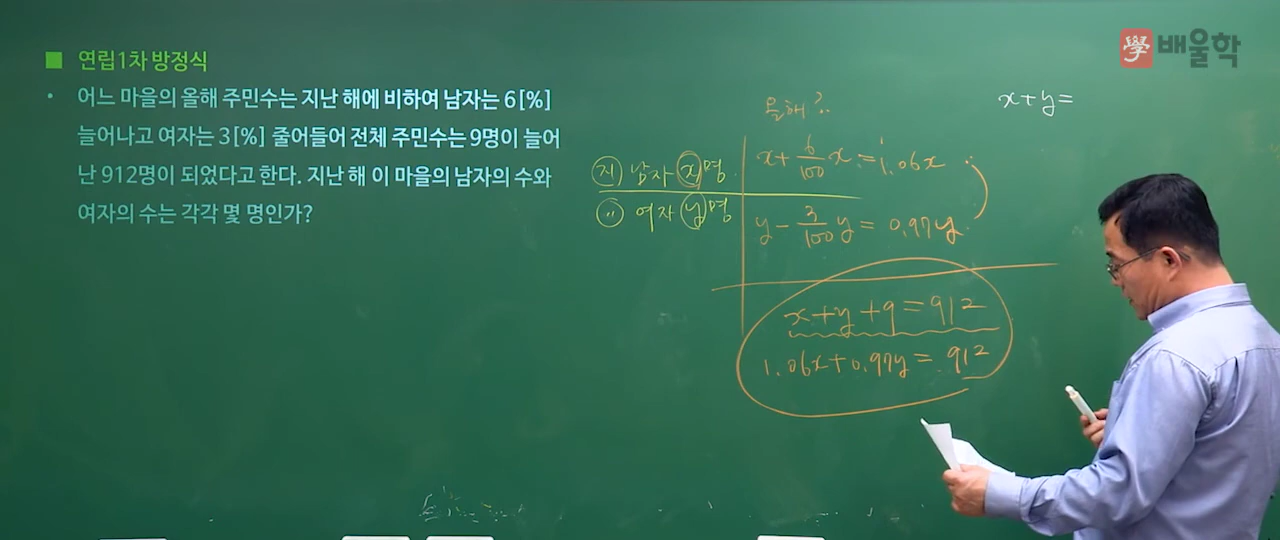 學 배울학
■ 연립1차 방정식
• 어느 마을의 올해 주민수는 지난 해에 비하여 남자는 6[%]
늘어나고 여자는 3[%] 줄어들어 전체 주민수는 9명이 늘어
난 912명이 되었다고 한다. 지난 해 이 마을의 남자의 수와
여자의 수는 각각 몇 명인가?
올해?
지 남자 x명
x+6/100x=1.06x
〃 여자 y명
y-3/100y=0.97y
x+y+9=912
1.06x+0.97y=912
x+y=